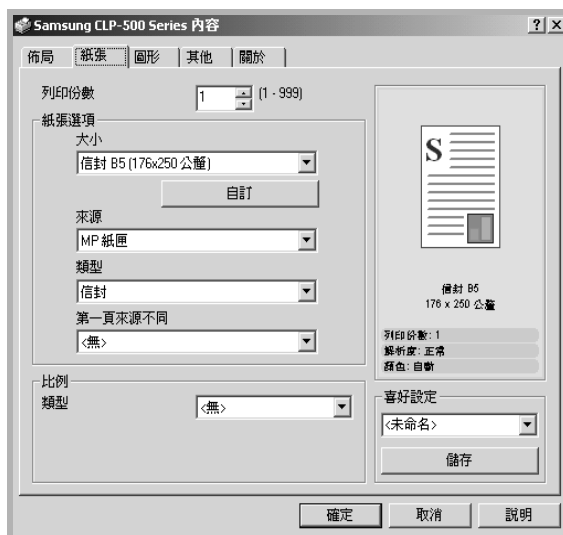 Samsung CLP-500 Series 內容
佈局 紙張 圖形 其他 關於
列印份數 1 (1 - 999)
紙張選項
大小
信封 B5 (176x250 公釐)
自訂
來源
MP 紙匣
類型
信封
第一頁來源不同
<無>
比例
類型 <無>
S
信封 B5
176 x 250 公釐
列印份數: 1
解析度: 正常
顏色: 自動
喜好設定
<未命名>
儲存
確定 取消 說明